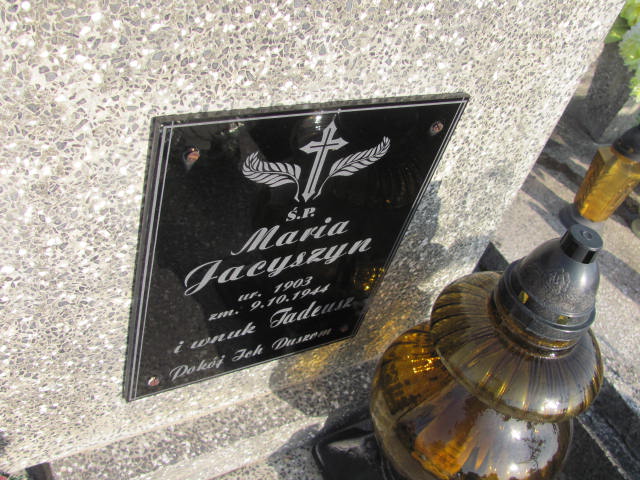 Ś.P.
Maria
Jacyszyn
ur. 1903
zm. 9.10.1944
i wnuk Tadeusz
Pokój Ich Duszom